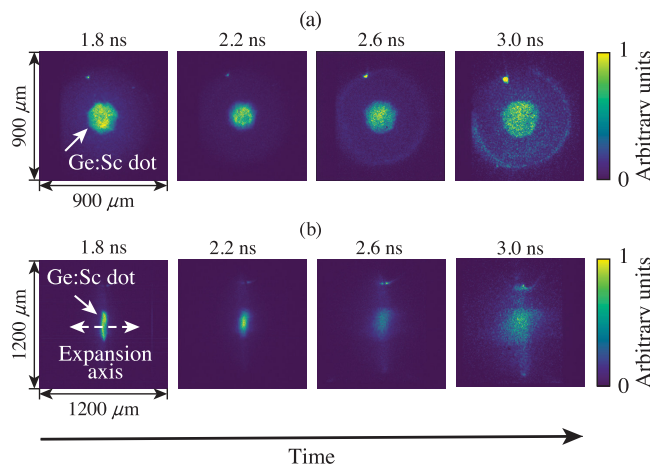 (a)
1.8 ns 2.2 ns 2.6 ns 3.0 ns
900 μm
Ge:Sc dot
900 μm
1
Arbitrary units
0
(b)
1.8 ns 2.2 ns 2.6 ns 3.0 ns
1200 μm
Ge:Sc dot
Expansion
axis
1200 μm
1
Arbitrary units
0
Time